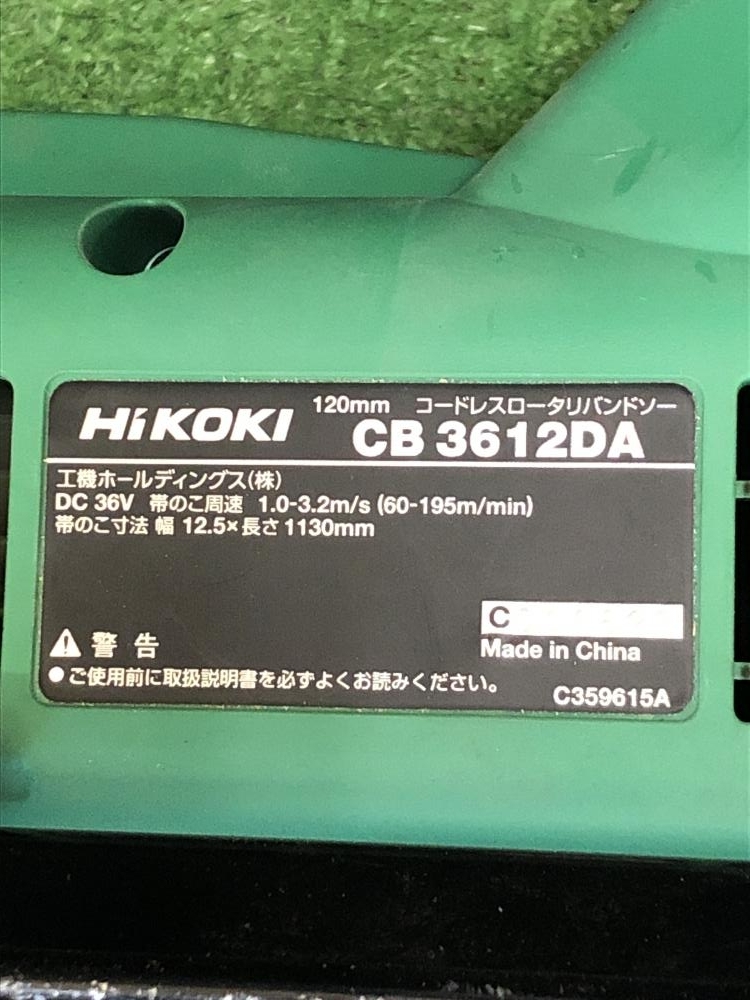 120mm コードレスロータリバンドソー
HiKOKI CB 3612DA
工機ホールディングス(株)
DC 36V 帯のこ周速 1.0-3.2m/s (60-195m/min)
帯のこ寸法 幅 12.5×長さ 1130mm
C
⚠ 警告
Made in China
●ご使用前に取扱説明書を必ずよくお読みください。
C359615A